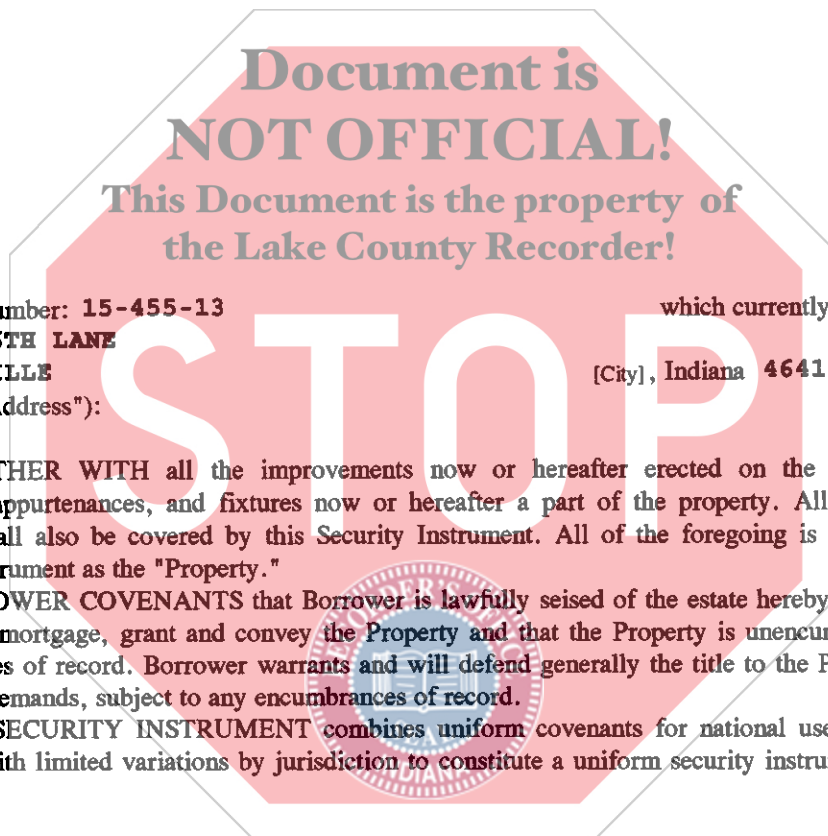 Document is
NOT OFFICIAL!
This Document is the property of
the Lake County Recorder!
umber: 15-455-13 which currently
5TH LANE
ILLE [City], Indiana 4641
ddress"):
STOP
THER WITH all the improvements now or hereafter erected on the
appurtenances, and fixtures now or hereafter a part of the property. All
all also be covered by this Security Instrument. All of the foregoing is
rument as the "Property."
OWER COVENANTS that Borrower is lawfully seised of the estate hereby
mortgage, grant and convey the Property and that the Property is unencum
es of record. Borrower warrants and will defend generally the title to the P
emands, subject to any encumbrances of record.
SECURITY INSTRUMENT combines uniform covenants for national use
ith limited variations by jurisdiction to constitute a uniform security instru
RECORDER'S OFFICE
SEAL
INDIANA